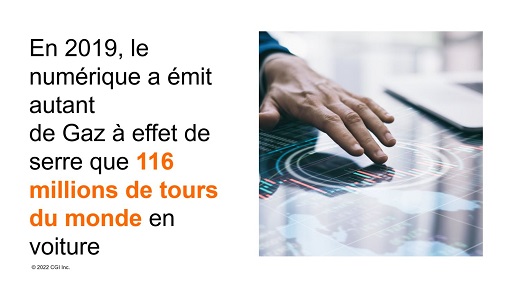 En 2019, le
numérique a émit
autant
de Gaz à effet de
serre que 116
millions de tours
du monde en
voiture
© 2022 CGI Inc.